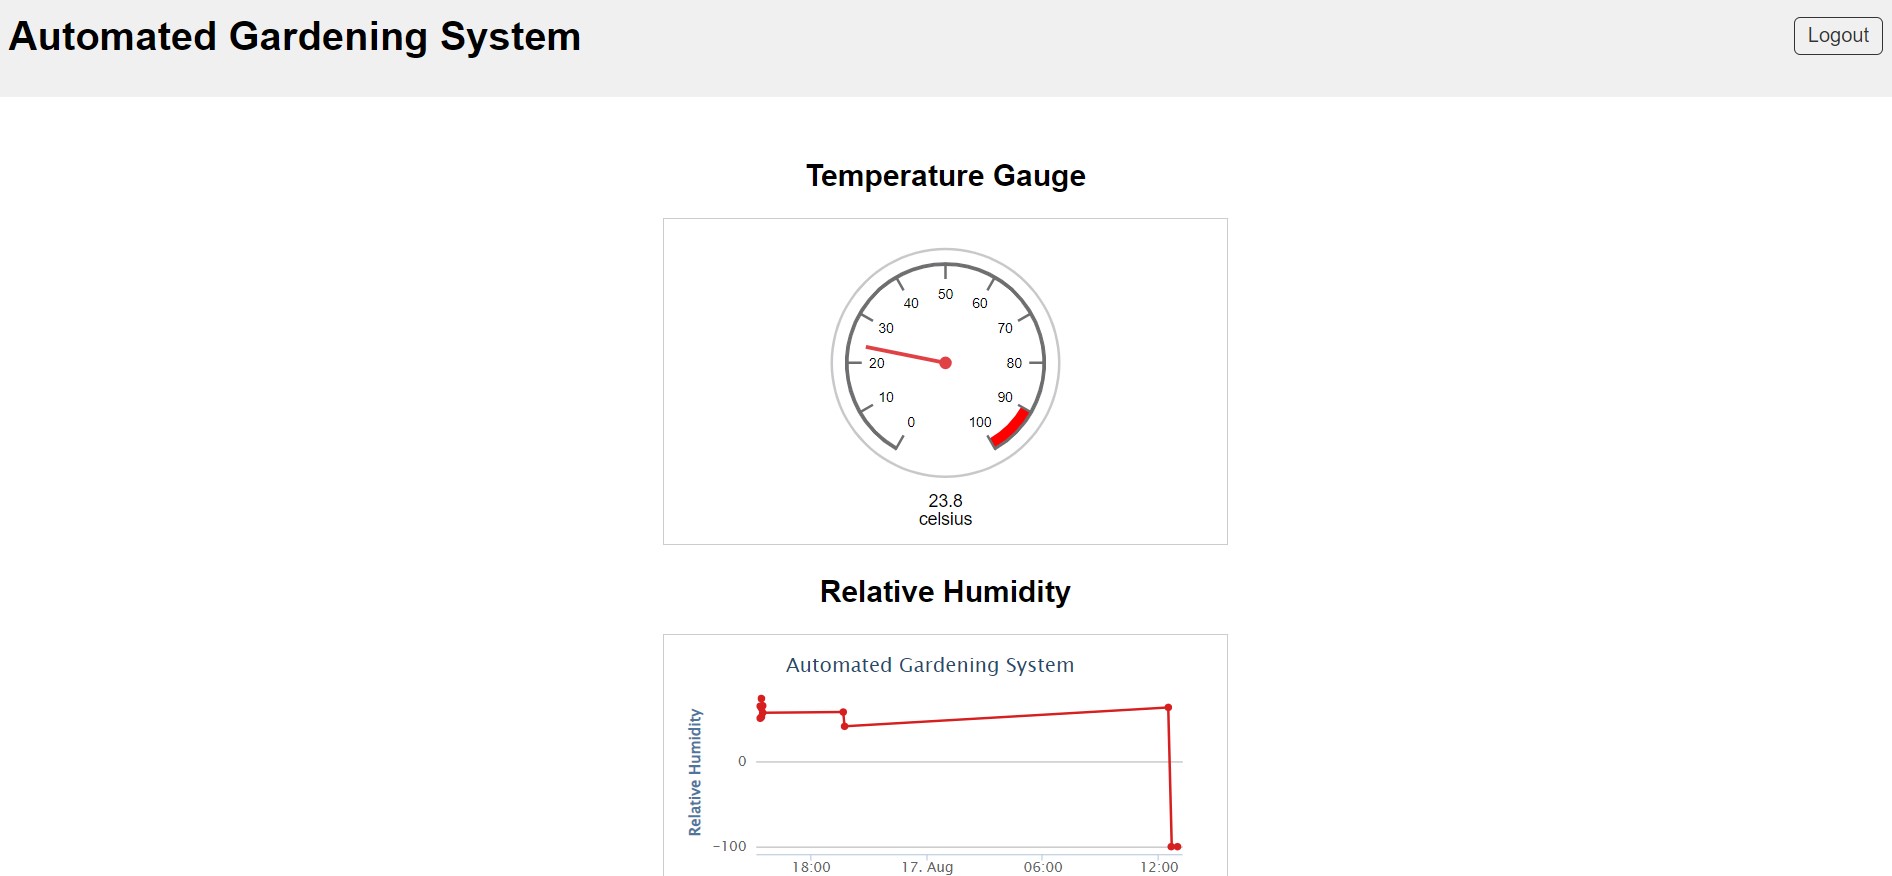 Automated Gardening System
Logout
Temperature Gauge
50
40
60
30
70
20
80
10
90
0
100
23.8
celsius
Relative Humidity
Automated Gardening System
Relative Humidity
0
−100
18:00
17. Aug
06:00
12:00